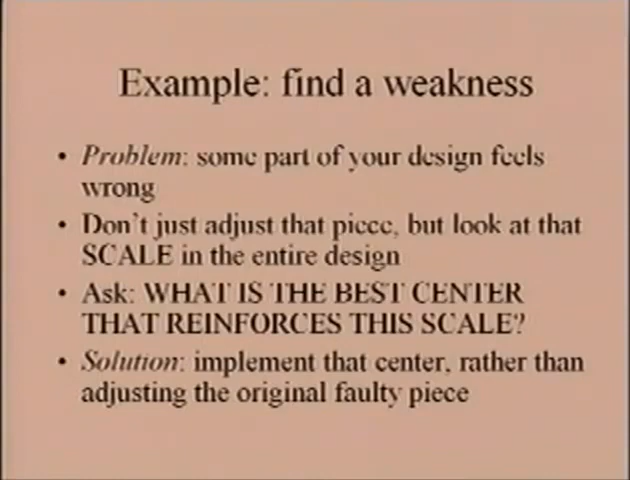 Example: find a weakness
• Problem: some part of your design feels
wrong
• Don't just adjust that piece, but look at that
SCALE in the entire design
• Ask: WHAT IS THE BEST CENTER
THAT REINFORCES THIS SCALE?
• Solution: implement that center, rather than
adjusting the original faulty piece